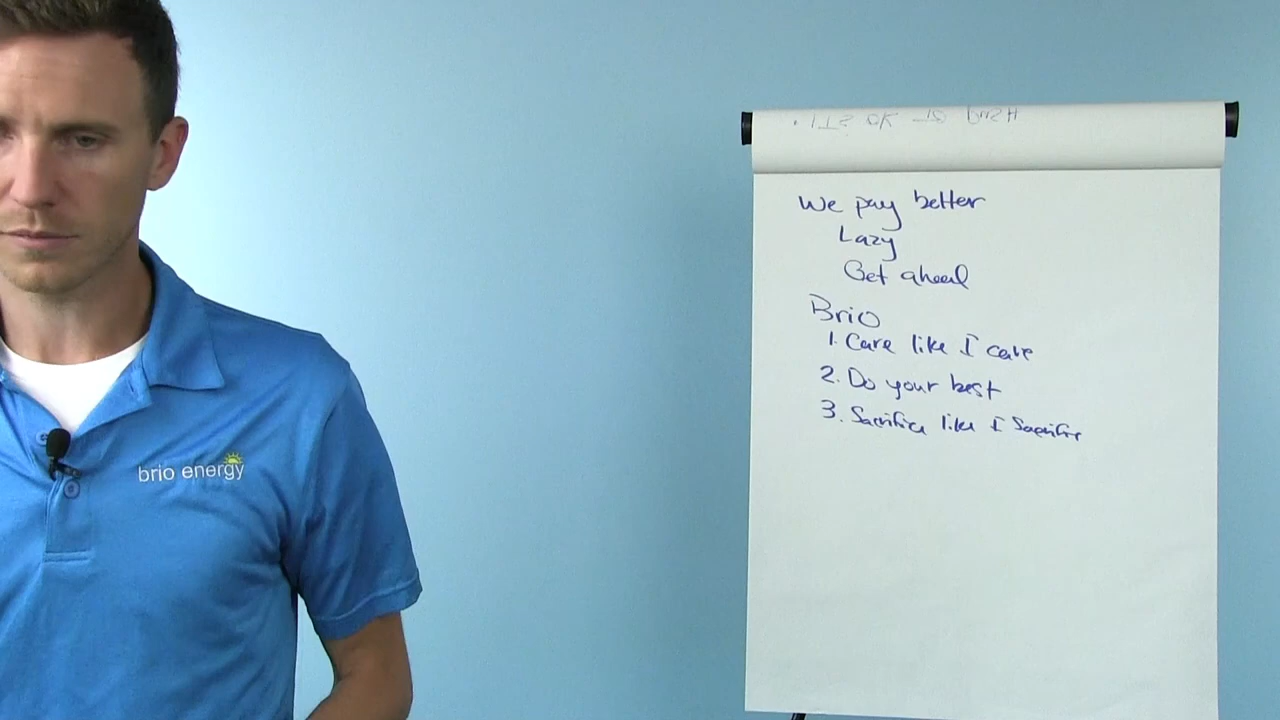 We pay better
Lazy
Get ahead
Brio
1. Care like I care
2. Do your best
3. Sacrifice like I Sacrifice
brio energy